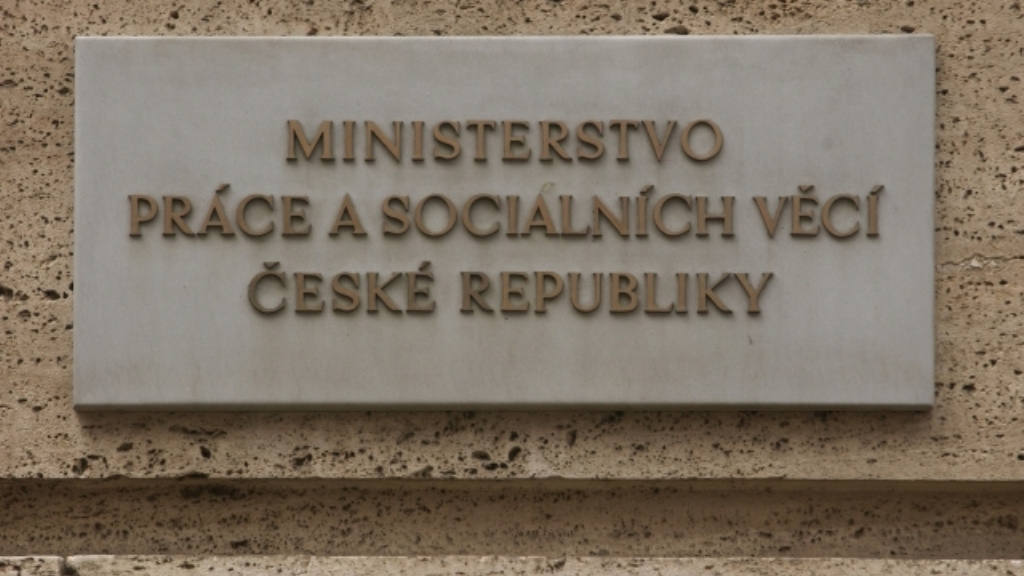 MINISTERSTVO
PRÁCE A SOCIÁLNÍCH VĚCÍ
ČESKÉ REPUBLIKY